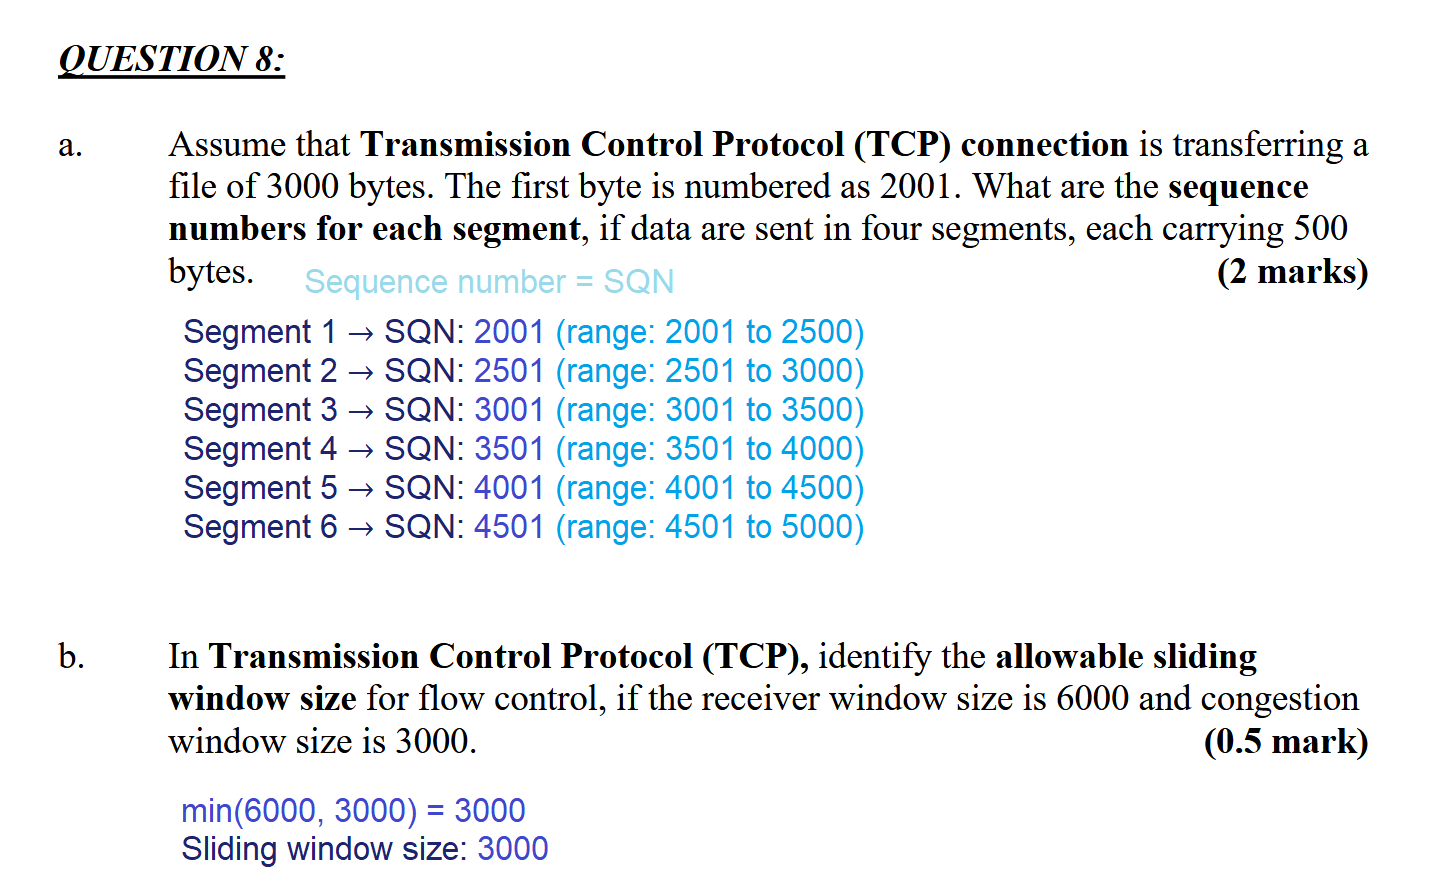 QUESTION 8:
a. Assume that Transmission Control Protocol (TCP) connection is transferring a
file of 3000 bytes. The first byte is numbered as 2001. What are the sequence
numbers for each segment, if data are sent in four segments, each carrying 500
bytes. (2 marks)
Sequence number = SQN
Segment 1 → SQN: 2001 (range: 2001 to 2500)
Segment 2 → SQN: 2501 (range: 2501 to 3000)
Segment 3 → SQN: 3001 (range: 3001 to 3500)
Segment 4 → SQN: 3501 (range: 3501 to 4000)
Segment 5 → SQN: 4001 (range: 4001 to 4500)
Segment 6 → SQN: 4501 (range: 4501 to 5000)
b. In Transmission Control Protocol (TCP), identify the allowable sliding
window size for flow control, if the receiver window size is 6000 and congestion
window size is 3000. (0.5 mark)
min(6000, 3000) = 3000
Sliding window size: 3000